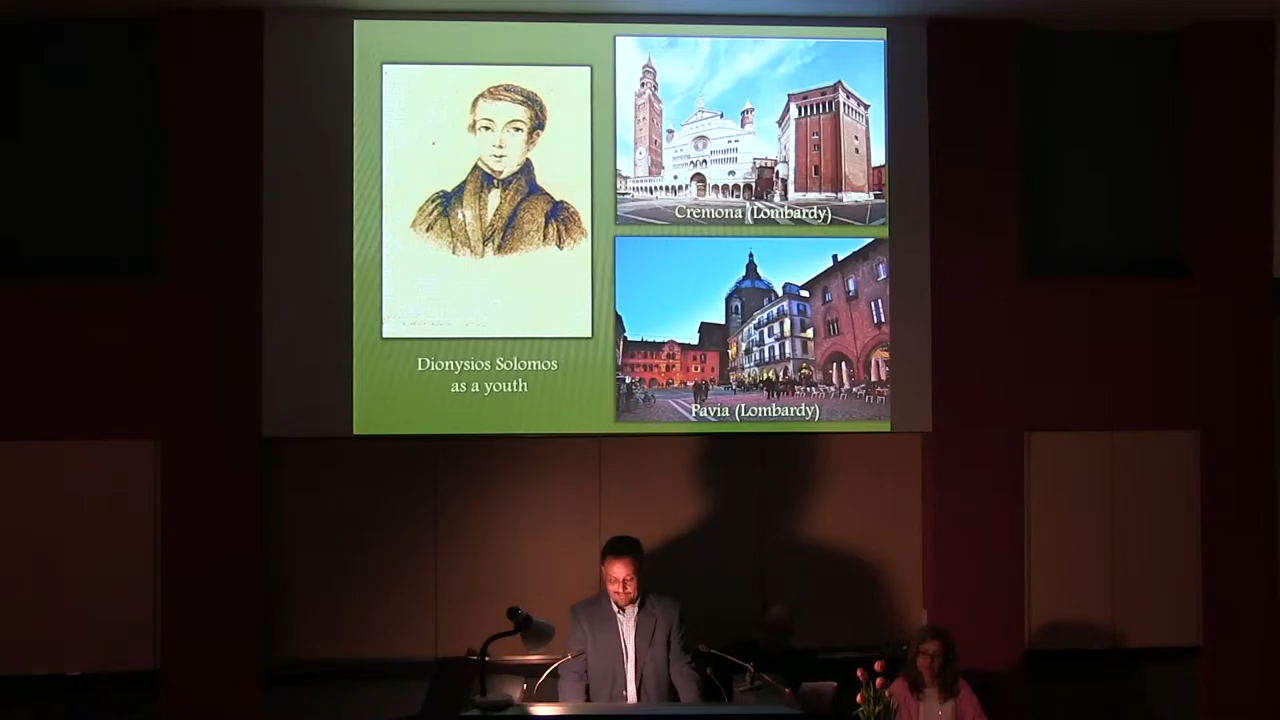 Dionysios Solomos
as a youth
Cremona (Lombardy)
Pavia (Lombardy)